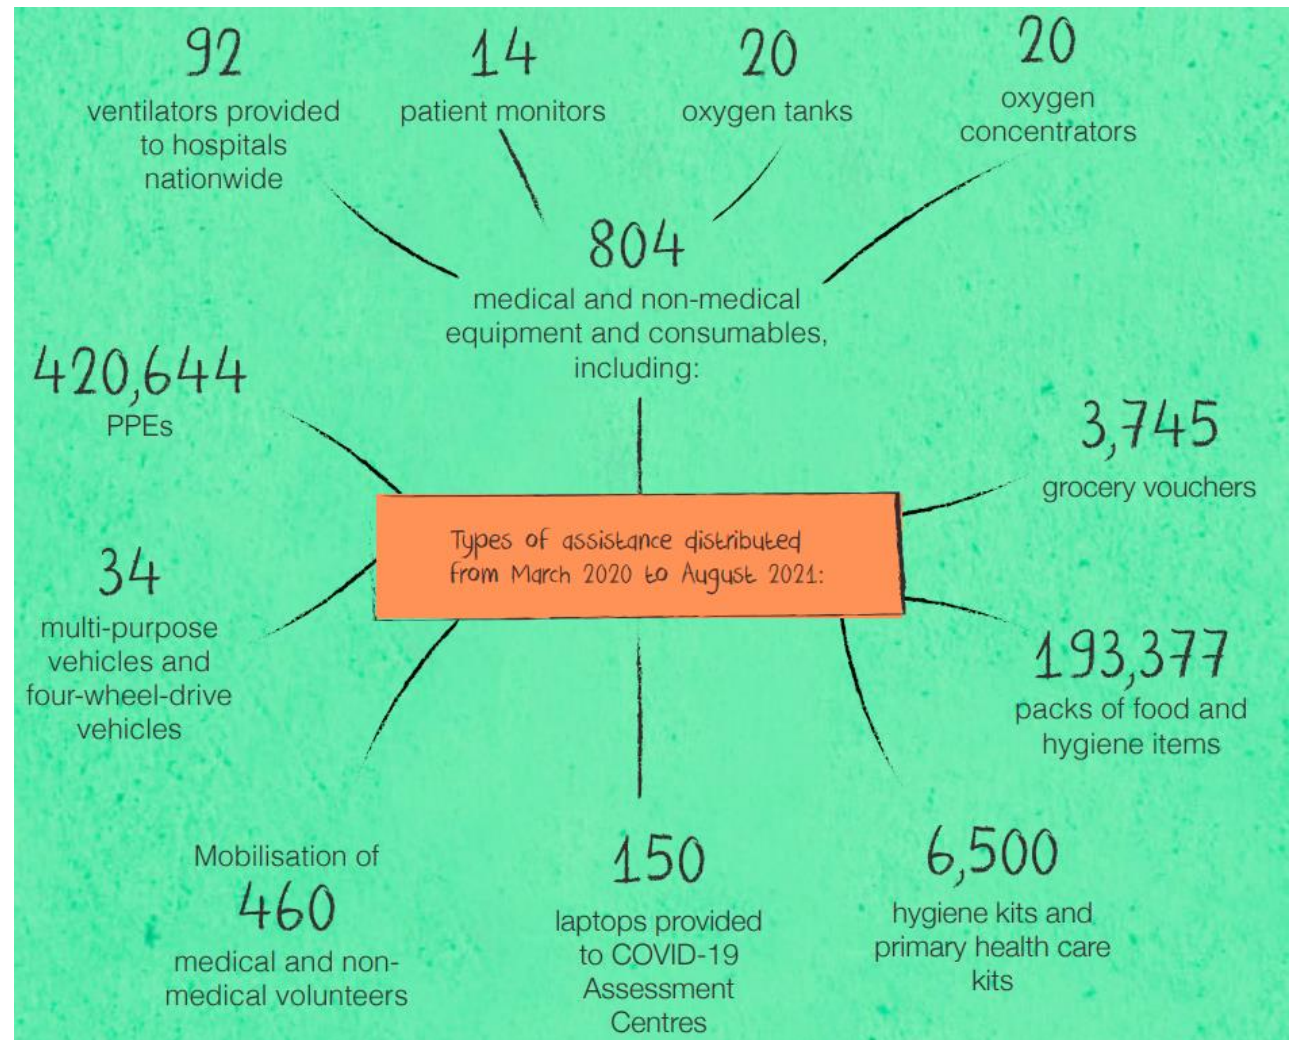 92
ventilators provided
to hospitals
nationwide
14
patient monitors
20
oxygen tanks
20
oxygen
concentrators
804
medical and non-medical
equipment and consumables,
including:
420,644
PPEs
3,745
grocery vouchers
Types of assistance distributed
from March 2020 to August 2021:
34
multi-purpose
vehicles and
four-wheel-drive
vehicles
193,377
packs of food and
hygiene items
Mobilisation of
460
medical and non-
medical volunteers
150
laptops provided
to COVID-19
Assessment
Centres
6,500
hygiene kits and
primary health care
kits